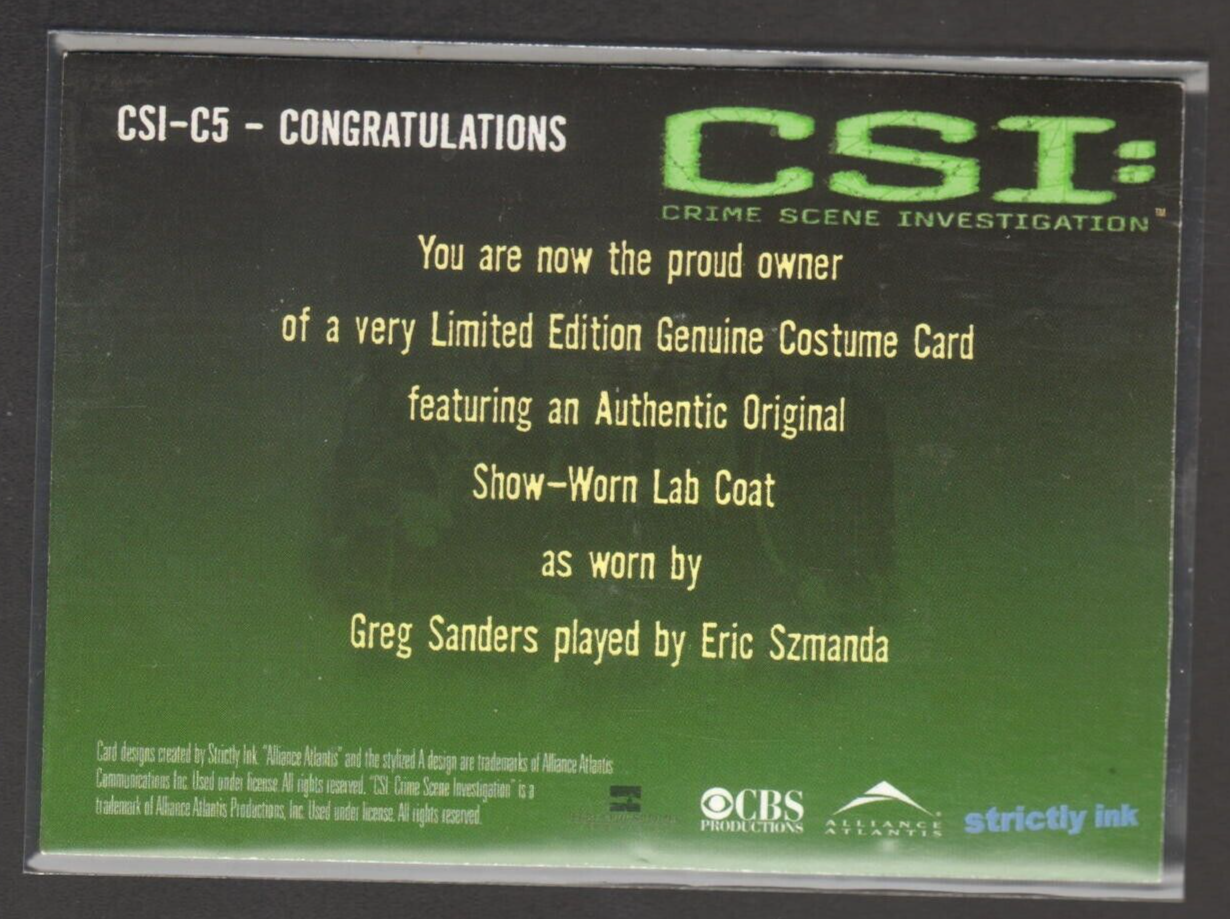 CSI-C5 - CONGRATULATIONS
CSI:
CRIME SCENE INVESTIGATION™
You are now the proud owner
of a very Limited Edition Genuine Costume Card
featuring an Authentic Original
Show-Worn Lab Coat
as worn by
Greg Sanders played by Eric Szmanda
Card designs created by Strictly Ink. "Alliance Atlantis" and the stylized A design are trademarks of Alliance Atlantis
Communications Inc. Used under license. All rights reserved. "CSI: Crime Scene Investigation" is a
trademark of Alliance Atlantis Productions, Inc. Used under license. All rights reserved.
CBS
PRODUCTIONS
ALLIANCE
ATLANTIS
strictly ink